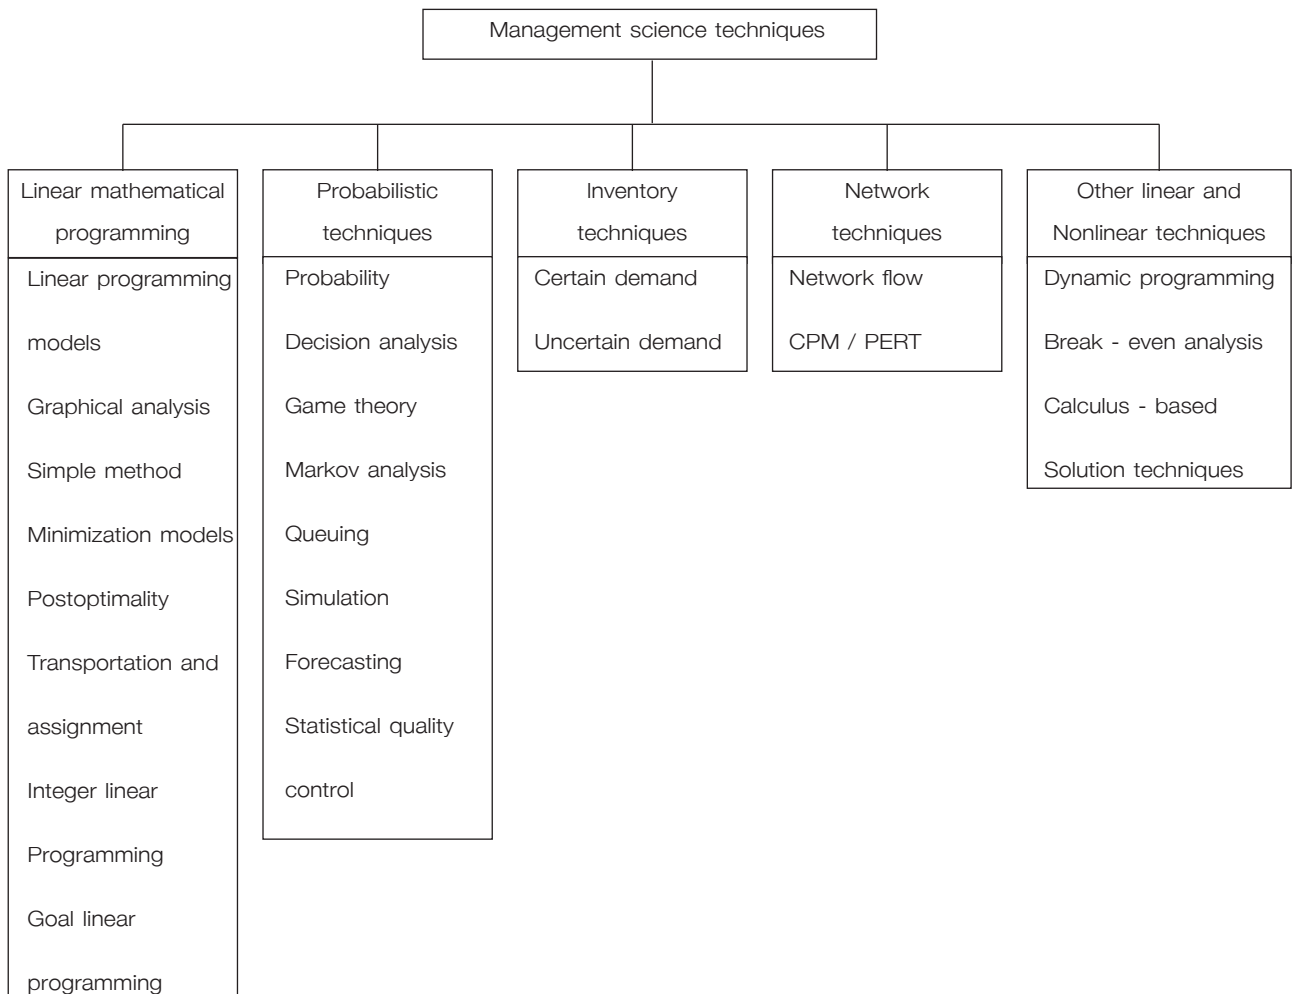 Management science techniques
Linear mathematical
programming
Linear programming
models
Graphical analysis
Simple method
Minimization models
Postoptimality
Transportation and
assignment
Integer linear
Programming
Goal linear
programming
Probabilistic
techniques
Probability
Decision analysis
Game theory
Markov analysis
Queuing
Simulation
Forecasting
Statistical quality
control
Inventory
techniques
Certain demand
Uncertain demand
Network
techniques
Network flow
CPM / PERT
Other linear and
Nonlinear techniques
Dynamic programming
Break - even analysis
Calculus - based
Solution techniques